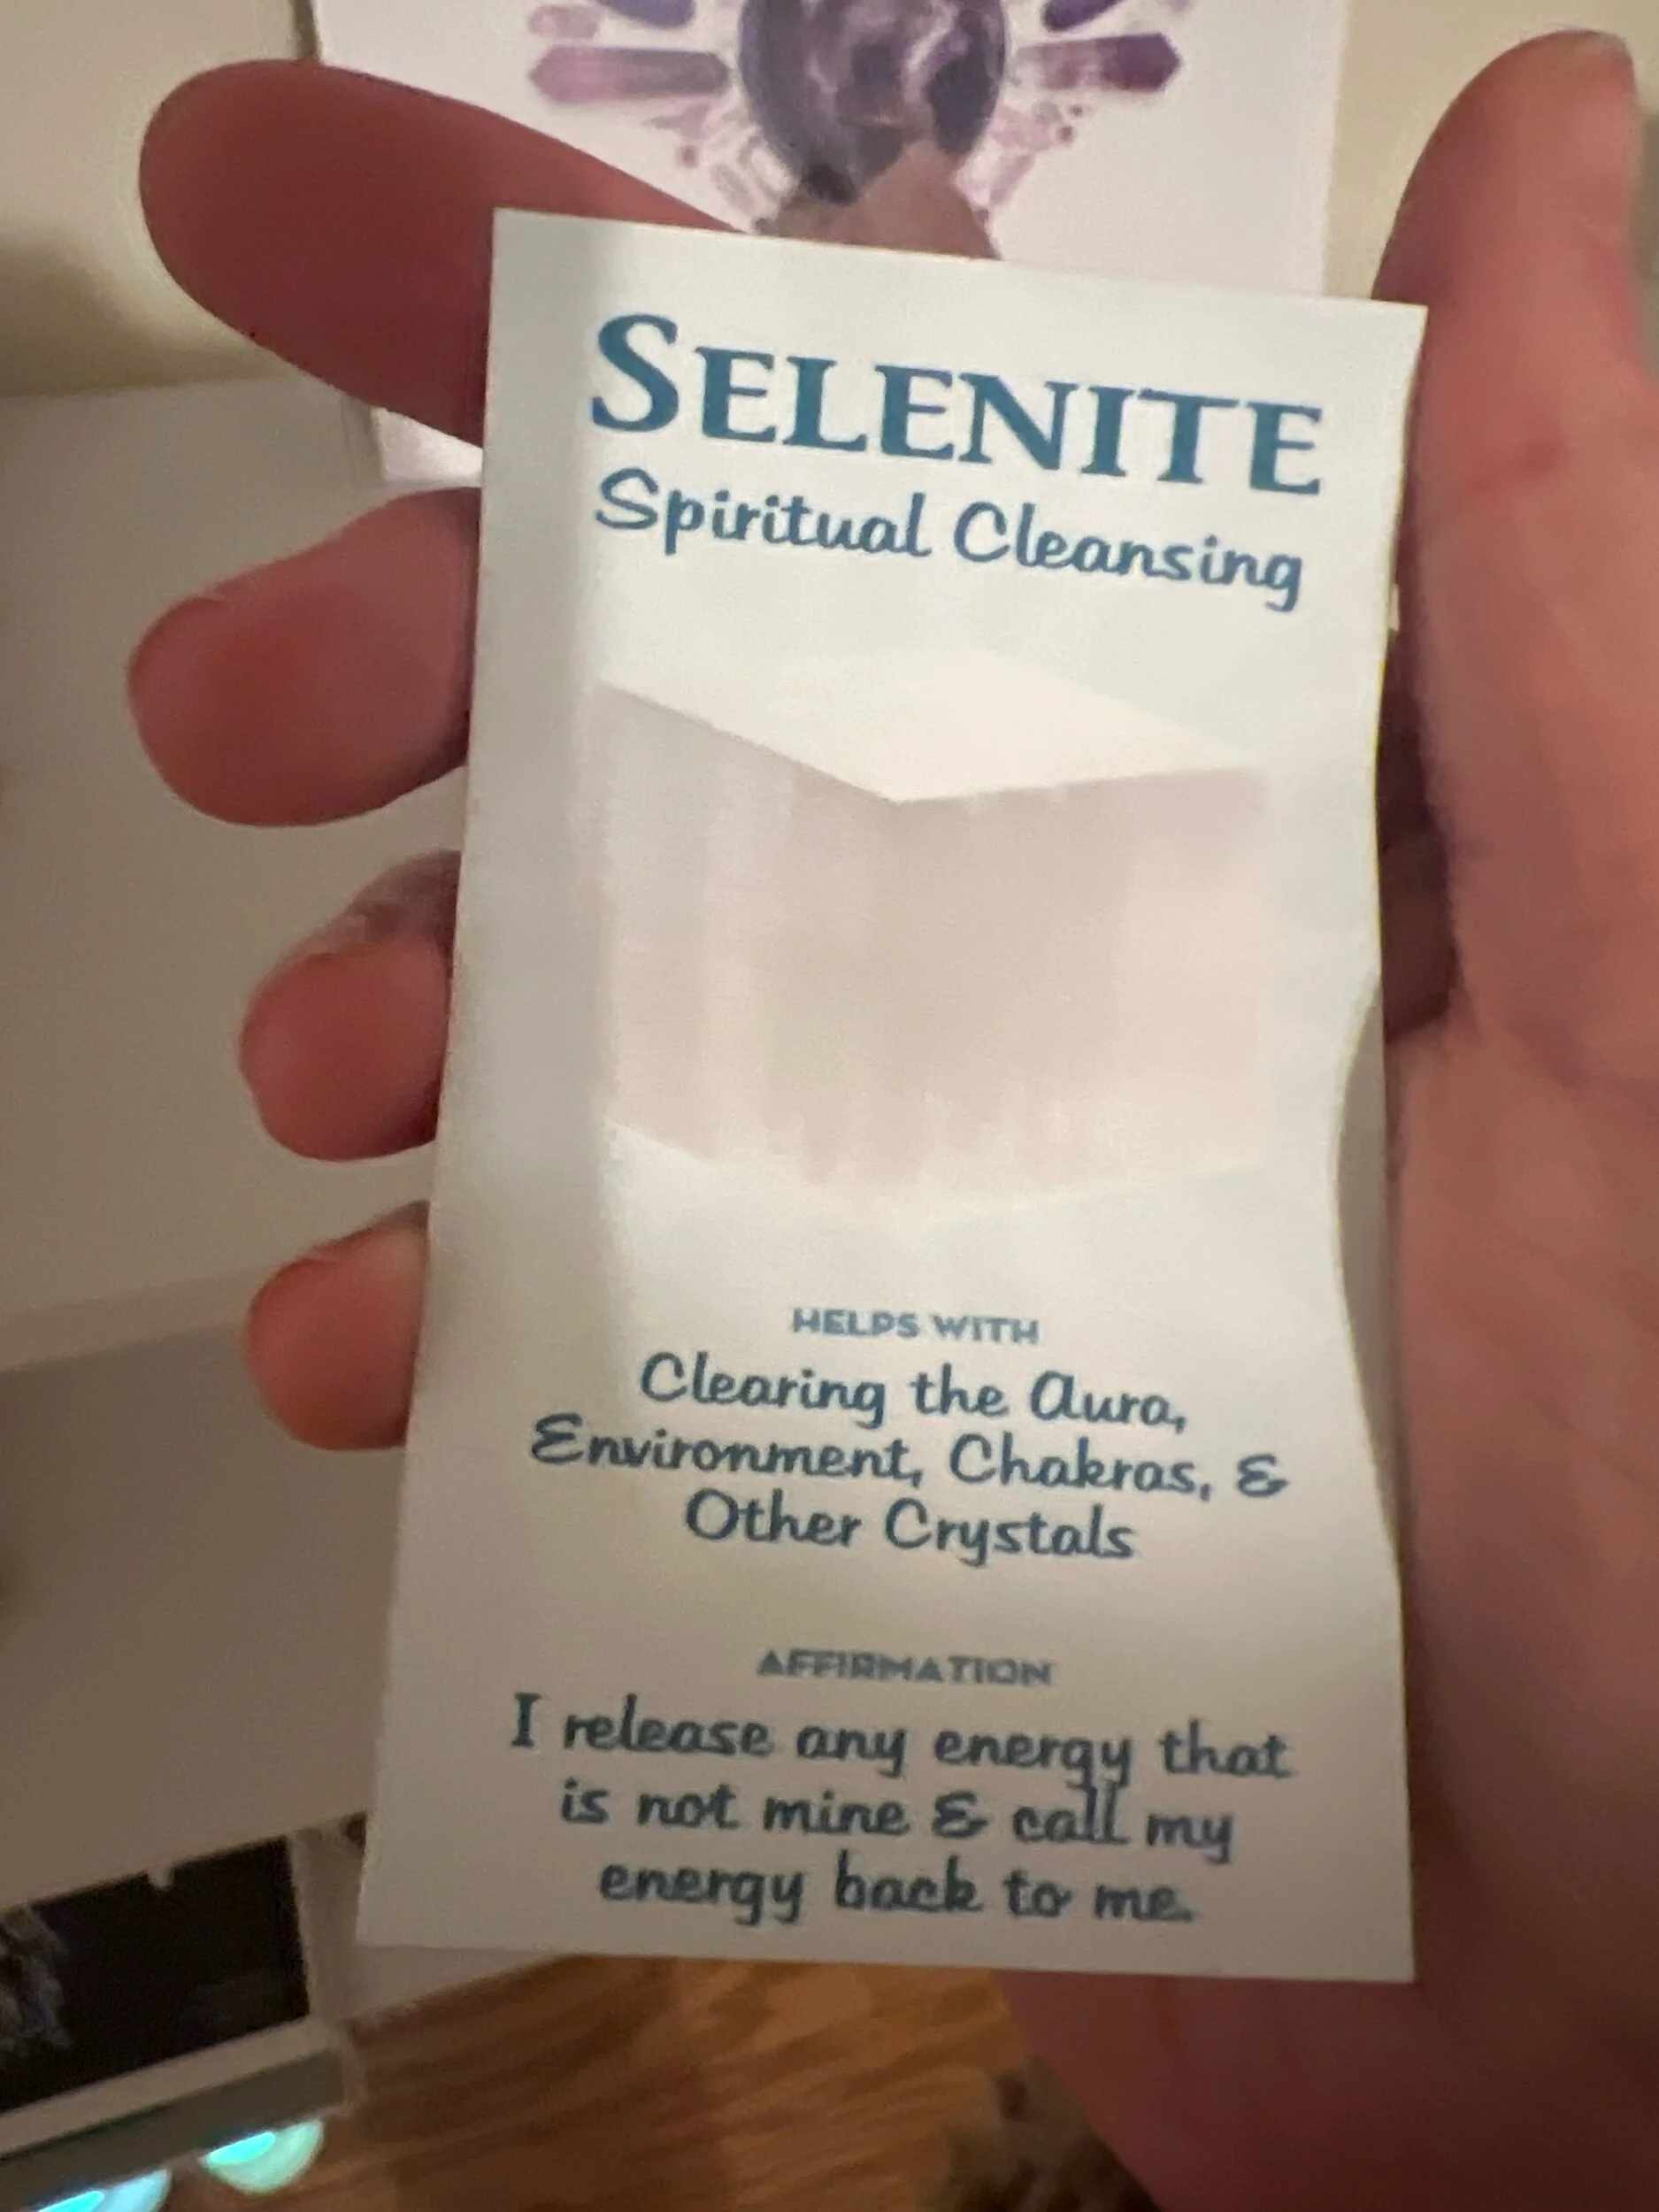 SELENITE
Spiritual Cleansing
HELPS WITH
Clearing the Aura,
Environment, Chakras, &
Other Crystals
AFFIRMATION
I release any energy that
is not mine & call my
energy back to me.